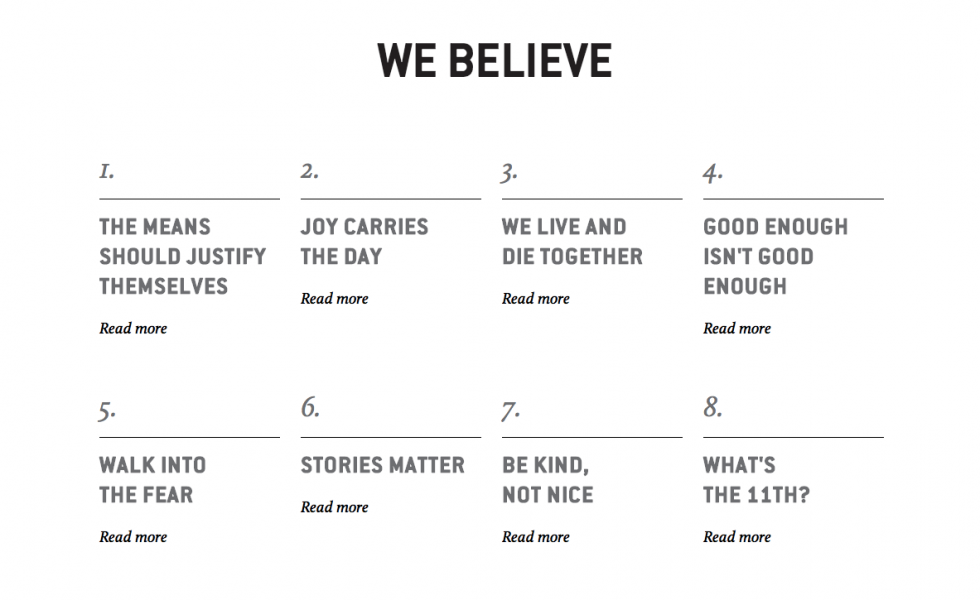 WE BELIEVE
1.
THE MEANS
SHOULD JUSTIFY
THEMSELVES
Read more
2.
JOY CARRIES
THE DAY
Read more
3.
WE LIVE AND
DIE TOGETHER
Read more
4.
GOOD ENOUGH
ISN'T GOOD
ENOUGH
Read more
5.
WALK INTO
THE FEAR
Read more
6.
STORIES MATTER
Read more
7.
BE KIND,
NOT NICE
Read more
8.
WHAT'S
THE 11TH?
Read more